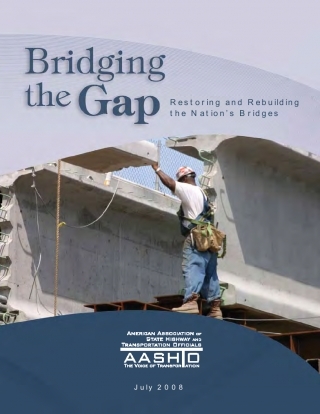 Bridging
the Gap
Restoring and Rebuilding
the Nation's Bridges
American Association of
State Highway and
Transportation Officials
AASHTO
The Voice of Transportation
July 2008